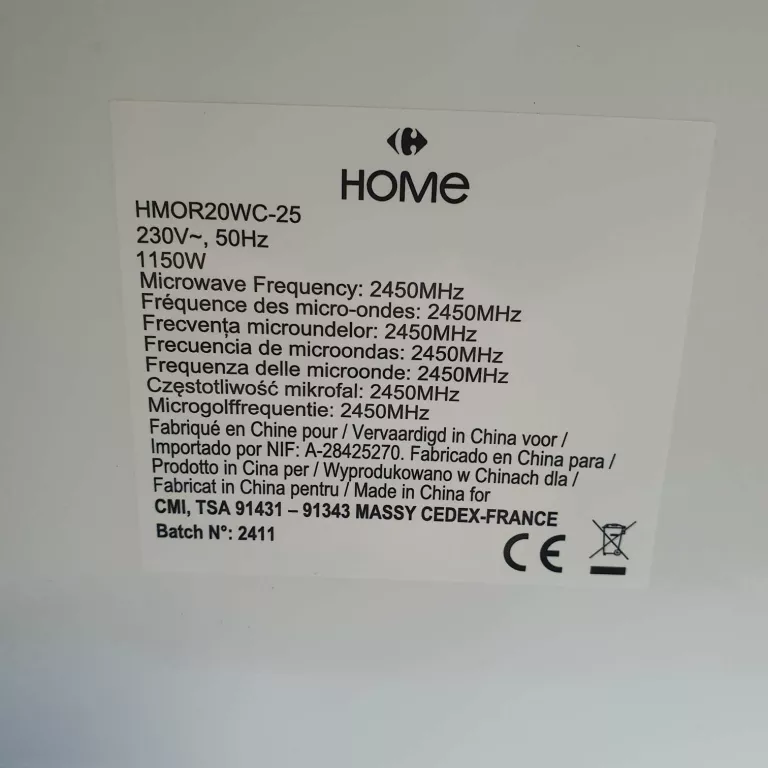 HOME
HMOR20WC-25
230V~, 50Hz
1150W
Microwave Frequency: 2450MHz
Fréquence des micro-ondes: 2450MHz
Frecvența microundelor: 2450MHz
Frecuencia de microondas: 2450MHz
Frequenza delle microonde: 2450MHz
Częstotliwość mikrofal: 2450MHz
Microgolffrequentie: 2450MHz
Fabriqué en Chine pour / Vervaardigd in China voor /
Importado por NIF: A-28425270. Fabricado en China para /
Prodotto in Cina per / Wyprodukowano w Chinach dla /
Fabricat in China pentru / Made in China for
CMI, TSA 91431 – 91343 MASSY CEDEX-FRANCE
Batch N°: 2411
CE